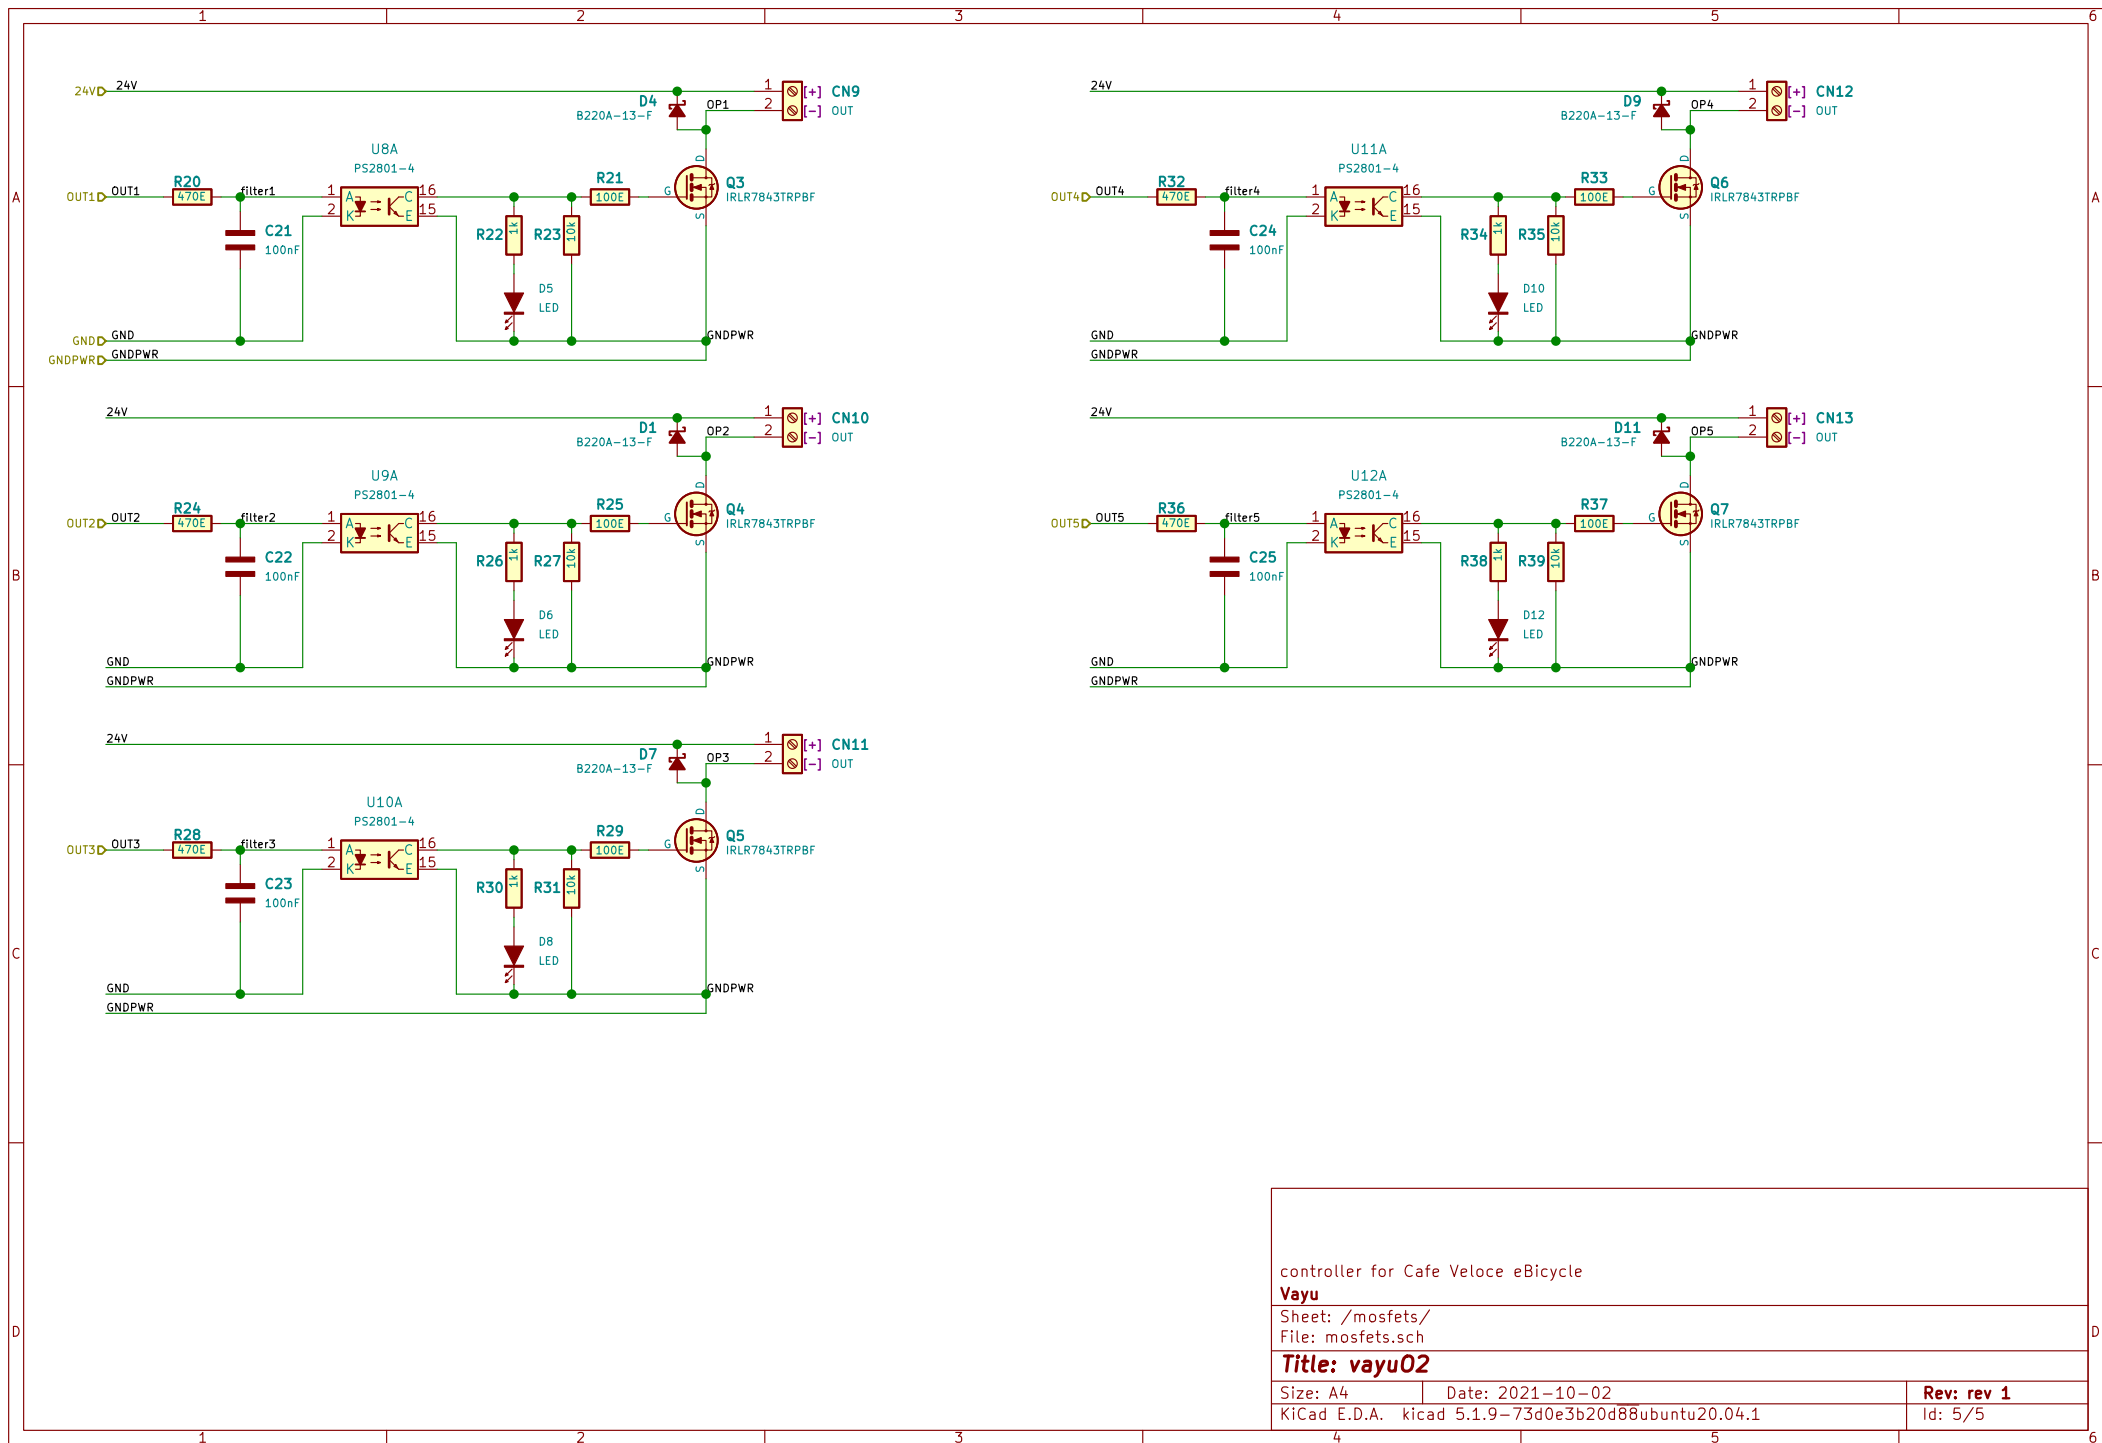 1 2 3 4 5 6
A
B
C
D
A
B
C
D
24V
24V
D4
B220A-13-F
OP1
1
2
[+]
[-]
CN9
OUT
U8A
PS2801-4
OUT1
OUT1
R20
470E
filter1
1
2
A
K
C
E
16
15
R21
100E
G
D
S
Q3
IRLR7843TRPBF
C21
100nF
R22
1k
R23
10k
D5
LED
GND
GND
GNDPWR
GNDPWR
GNDPWR
24V
D1
B220A-13-F
OP2
1
2
[+]
[-]
CN10
OUT
U9A
PS2801-4
OUT2
OUT2
R24
470E
filter2
1
2
A
K
C
E
16
15
R25
100E
G
D
S
Q4
IRLR7843TRPBF
C22
100nF
R26
1k
R27
10k
D6
LED
GND
GNDPWR
GNDPWR
24V
D7
B220A-13-F
OP3
1
2
[+]
[-]
CN11
OUT
U10A
PS2801-4
OUT3
OUT3
R28
470E
filter3
1
2
A
K
C
E
16
15
R29
100E
G
D
S
Q5
IRLR7843TRPBF
C23
100nF
R30
1k
R31
10k
D8
LED
GND
GNDPWR
GNDPWR
24V
D9
B220A-13-F
OP4
1
2
[+]
[-]
CN12
OUT
U11A
PS2801-4
OUT4
OUT4
R32
470E
filter4
1
2
A
K
C
E
16
15
R33
100E
G
D
S
Q6
IRLR7843TRPBF
C24
100nF
R34
1k
R35
10k
D10
LED
GND
GNDPWR
GNDPWR
24V
D11
B220A-13-F
OP5
1
2
[+]
[-]
CN13
OUT
U12A
PS2801-4
OUT5
OUT5
R36
470E
filter5
1
2
A
K
C
E
16
15
R37
100E
G
D
S
Q7
IRLR7843TRPBF
C25
100nF
R38
1k
R39
10k
D12
LED
GND
GNDPWR
GNDPWR
controller for Cafe Veloce eBicycle
Vayu
Sheet: /mosfets/
File: mosfets.sch
Title: vayu02
Size: A4 Date: 2021-10-02 Rev: rev 1
KiCad E.D.A. kicad 5.1.9-73d0e3b20d88ubuntu20.04.1 Id: 5/5
1 2 3 4 5 6